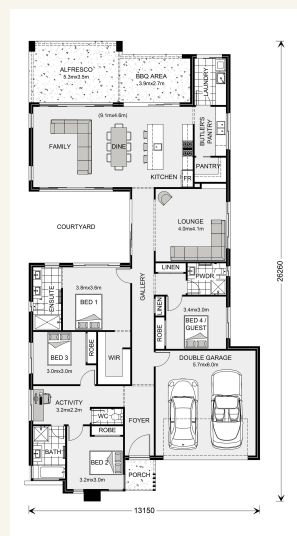 ALFRESCO
5.3mx3.5m
BBQ AREA
3.9mx2.7m
LAUNDRY
(9.1mx4.6m)
FAMILY
DINE
BUTLER'S
PANTRY
KITCHEN
PANTRY
FR
COURTYARD
LOUNGE
4.0mx4.1m
LINEN
PWDR
GALLERY
ENSUITE
3.8mx3.6m
BED 1
LINEN
3.4mx3.0m
BED 4 /
GUEST
ROBE
BED 3
3.0mx3.0m
ROBE
WIR
DOUBLE GARAGE
5.7mx6.0m
ACTIVITY
3.2mx2.2m
WC
FOYER
ROBE
BATH
BED 2
3.2mx3.0m
PORCH
13150
26260